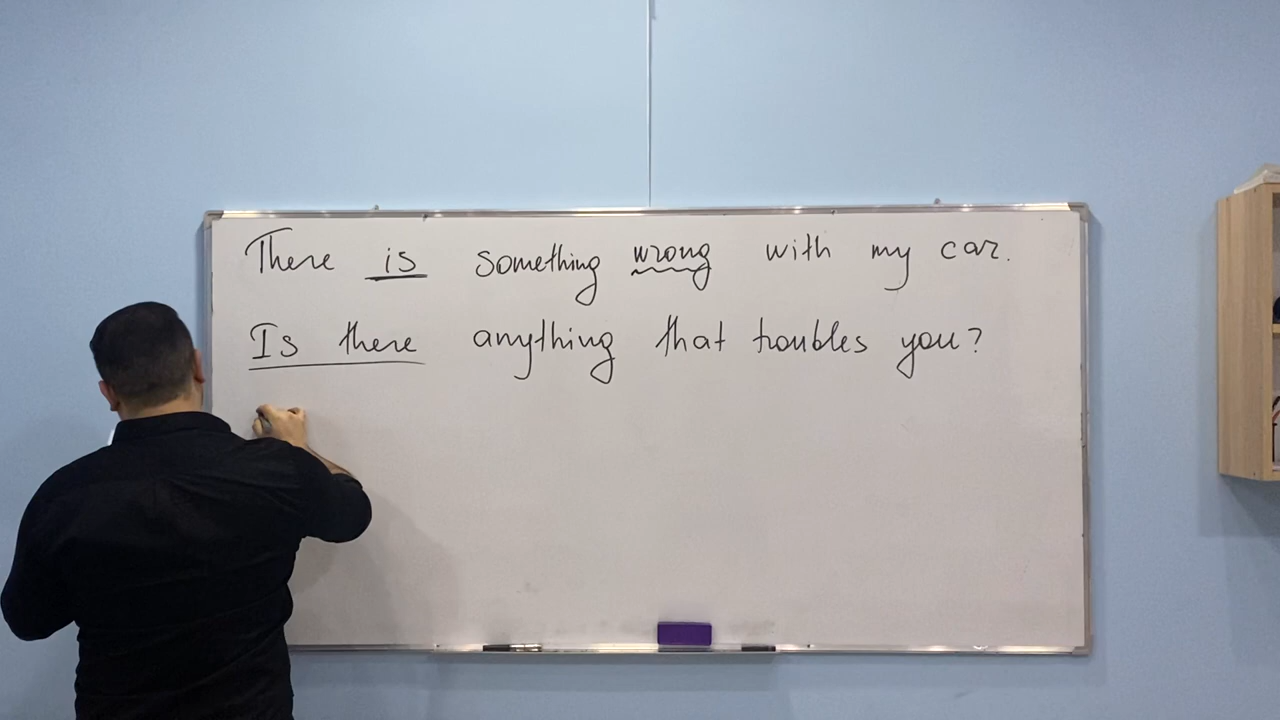 There is something wrong with my car.
Is there anything that troubles you?